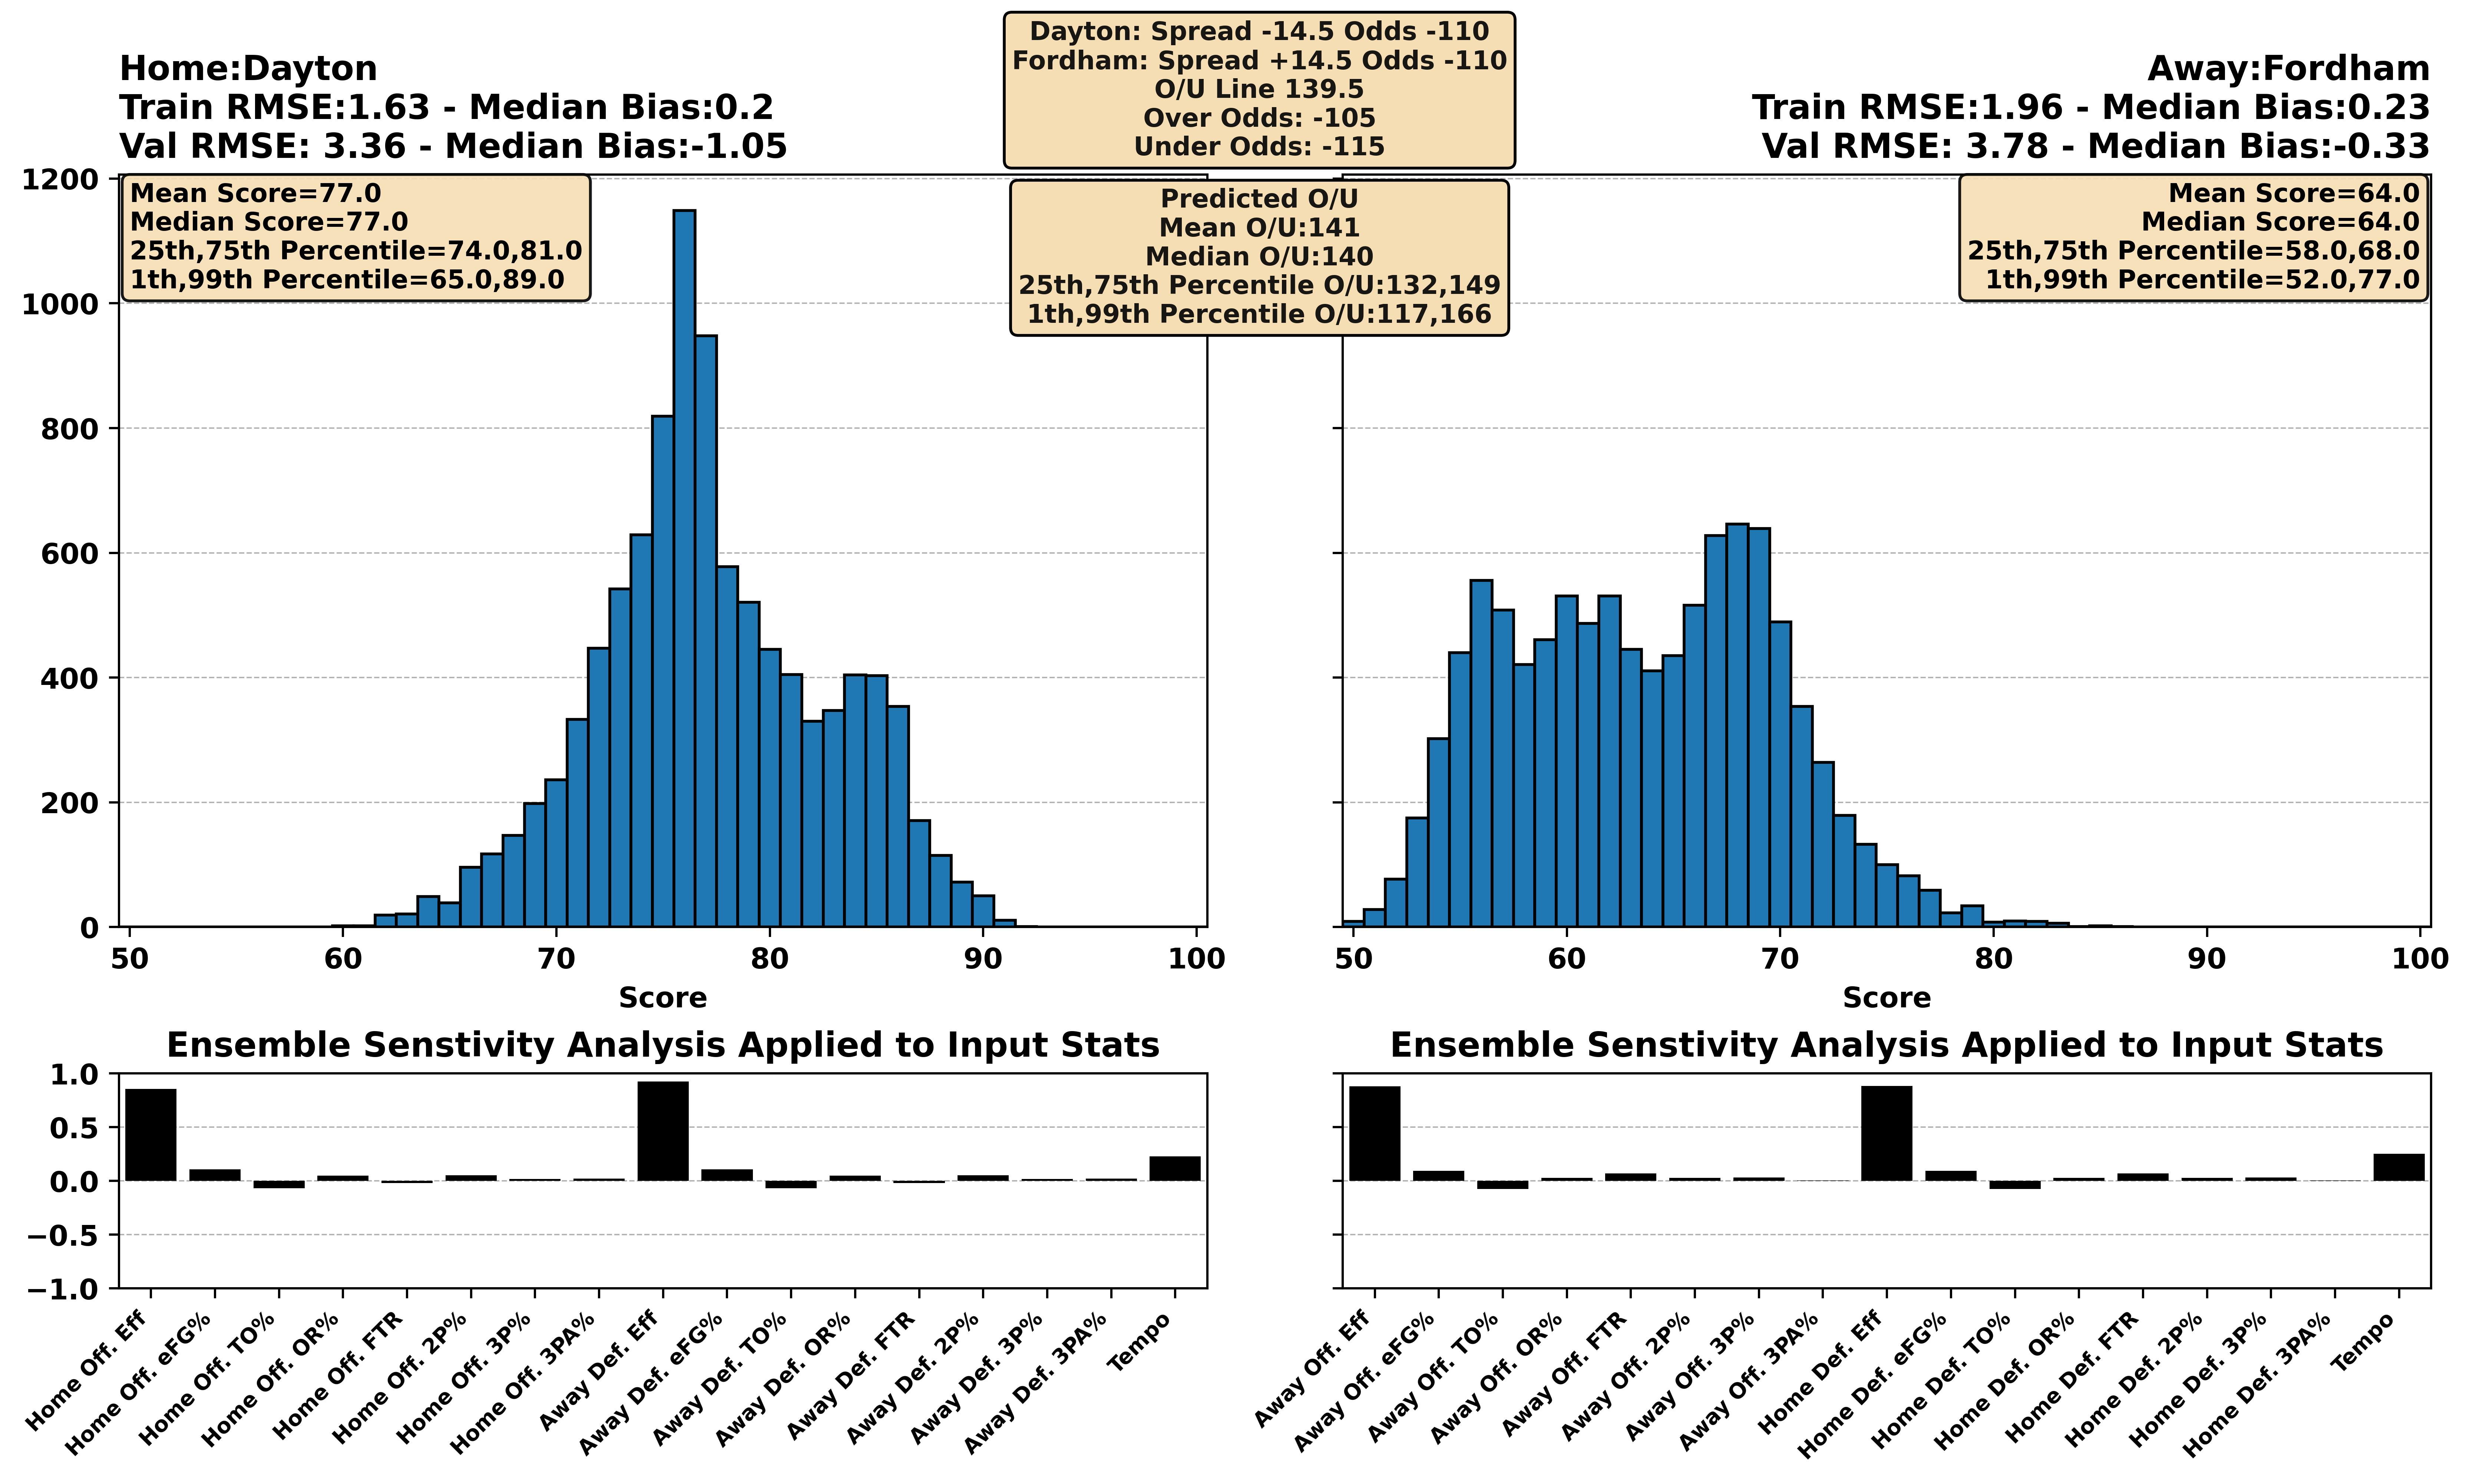 Dayton: Spread -14.5 Odds -110
Fordham: Spread +14.5 Odds -110
O/U Line 139.5
Over Odds: -105
Under Odds: -115
Home:Dayton
Train RMSE:1.63 - Median Bias:0.2
Val RMSE: 3.36 - Median Bias:-1.05
Away:Fordham
Train RMSE:1.96 - Median Bias:0.23
Val RMSE: 3.78 - Median Bias:-0.33
Mean Score=77.0
Median Score=77.0
25th,75th Percentile=74.0,81.0
1th,99th Percentile=65.0,89.0
Predicted O/U
Mean O/U:141
Median O/U:140
25th,75th Percentile O/U:132,149
1th,99th Percentile O/U:117,166
Mean Score=64.0
Median Score=64.0
25th,75th Percentile=58.0,68.0
1th,99th Percentile=52.0,77.0
1200
1000
800
600
400
200
0
50 60 70 80 90 100
Score
50 60 70 80 90 100
Score
Ensemble Senstivity Analysis Applied to Input Stats
1.0
0.5
0.0
−0.5
−1.0
Home Off. Eff
Home Off. eFG%
Home Off. TO%
Home Off. OR%
Home Off. FTR
Home Off. 2P%
Home Off. 3P%
Home Off. 3PA%
Away Def. Eff
Away Def. eFG%
Away Def. TO%
Away Def. OR%
Away Def. FTR
Away Def. 2P%
Away Def. 3P%
Away Def. 3PA%
Tempo
Ensemble Senstivity Analysis Applied to Input Stats
Away Off. Eff
Away Off. eFG%
Away Off. TO%
Away Off. OR%
Away Off. FTR
Away Off. 2P%
Away Off. 3P%
Away Off. 3PA%
Home Def. Eff
Home Def. eFG%
Home Def. TO%
Home Def. OR%
Home Def. FTR
Home Def. 2P%
Home Def. 3P%
Home Def. 3PA%
Tempo